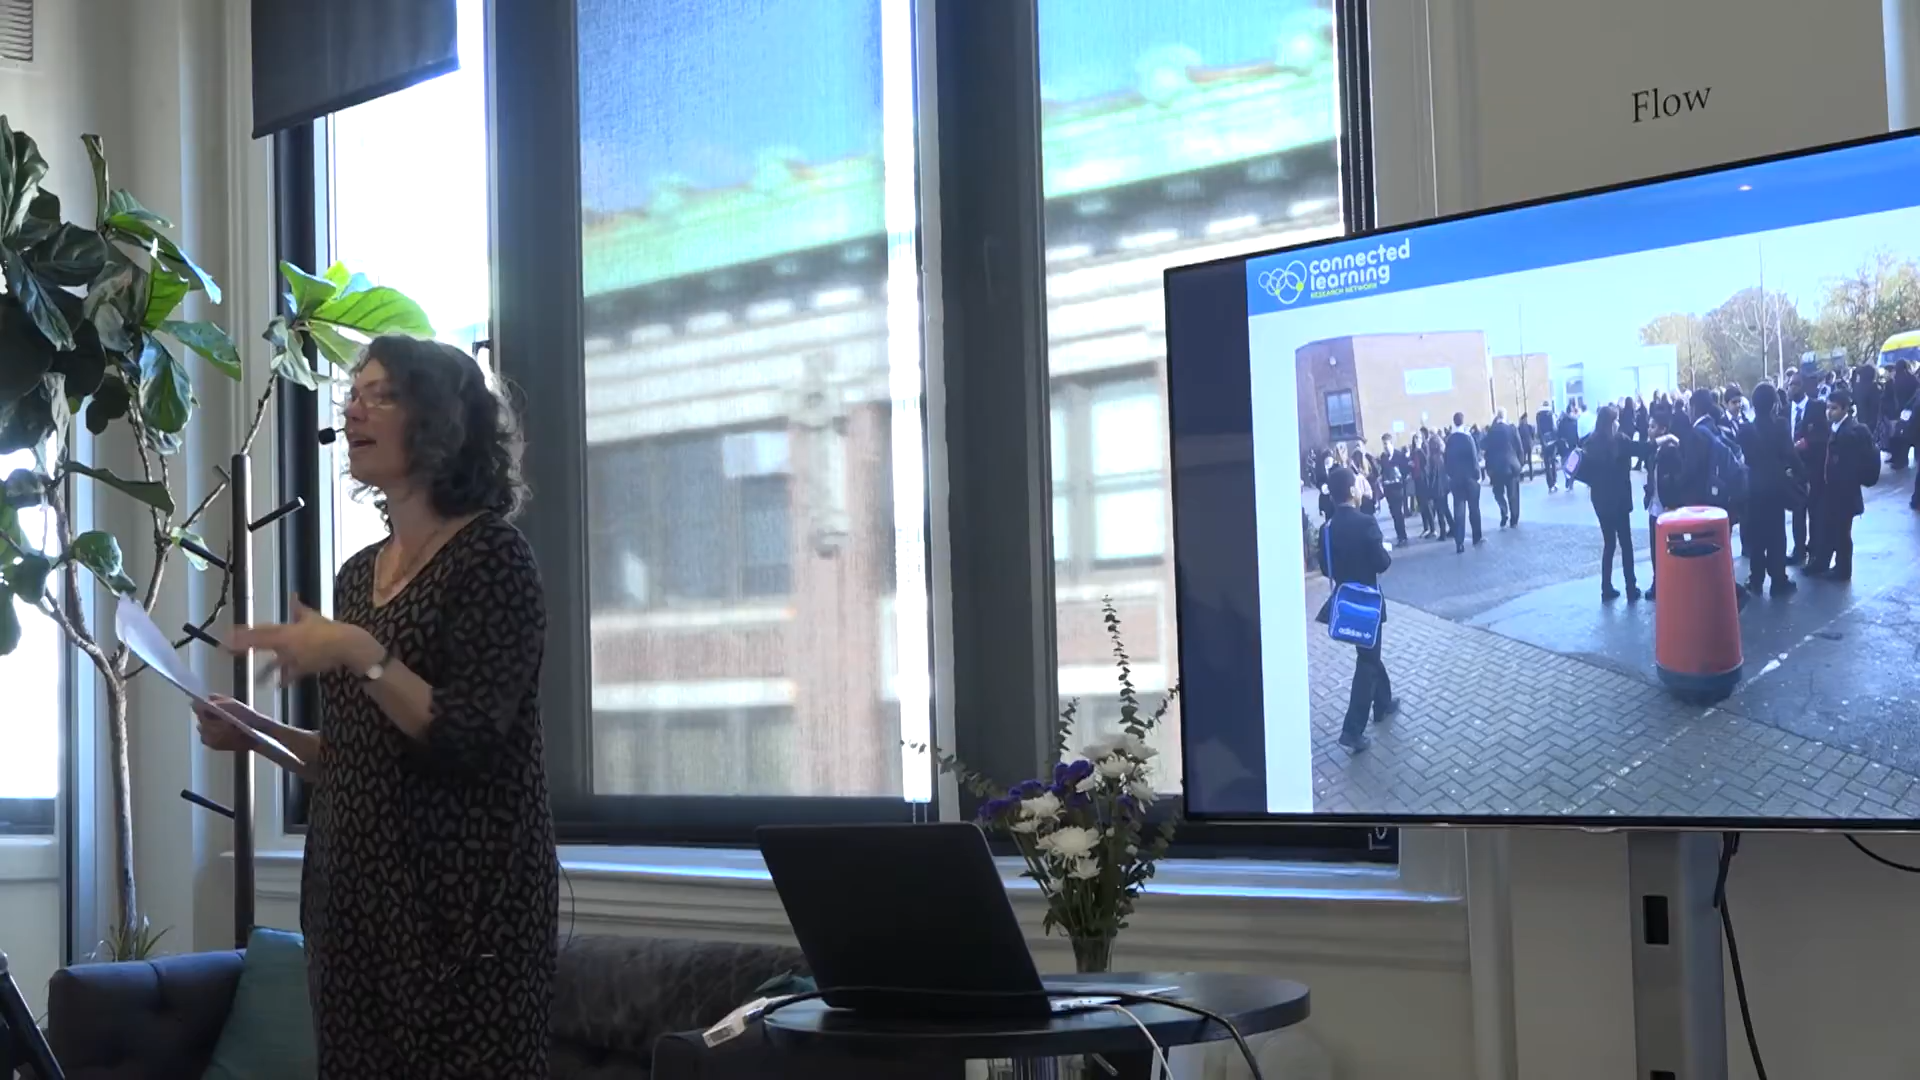 Flow
connected
learning
RESEARCH NETWORK
adidas